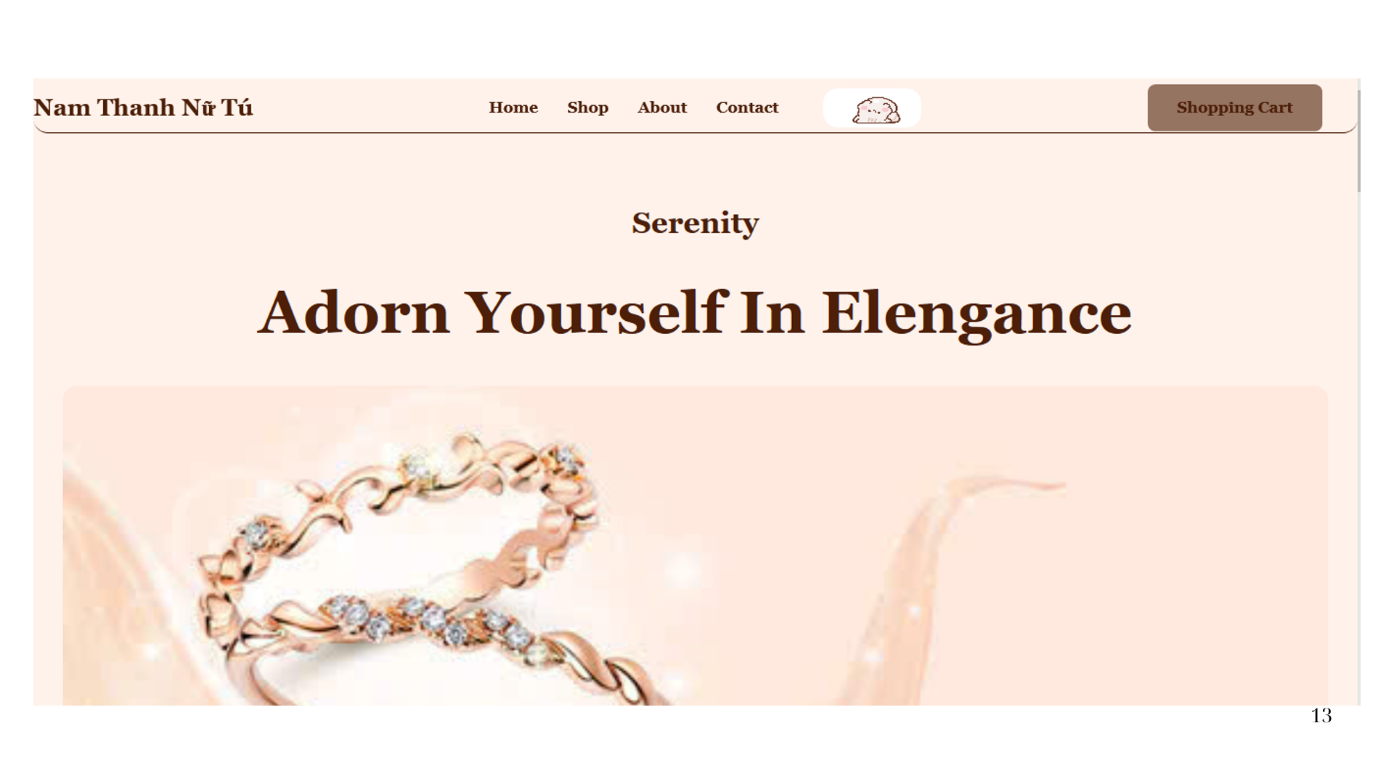 Nam Thanh Nữ Tú Home Shop About Contact Shopping Cart
Serenity
Adorn Yourself In Elengance
13